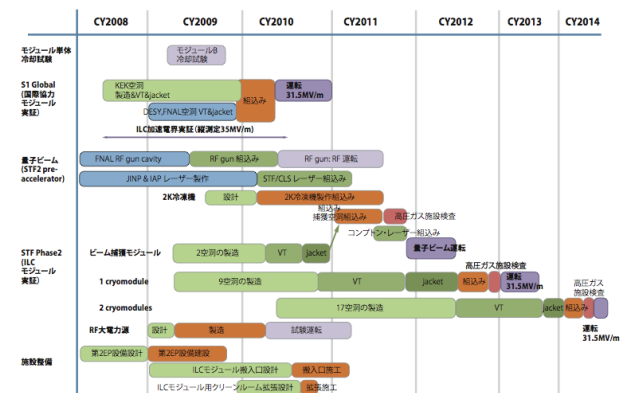 CY2008 CY2009 CY2010 CY2011 CY2012 CY2013 CY2014
モジュール単体
冷却試験
モジュールB
冷却試験
S1 Global
(国際協力
モジュール
実証)
KEK空洞
製造&VT&jacket
組込み
運転
31.5MV/m
DESY,FNAL空洞 VT&jacket
ILC加速電界実証(縦測定35MV/m)
量子ビーム
(STF2 pre-
accelerator)
FNAL RF gun cavity
RF gun 組込み
RF gun: RF 運転
JINP & IAP レーザー製作
STF/CLS レーザー組込み
2K冷凍機
設計
2K冷凍機製作組込み
組込み
捕獲空洞組込み
高圧ガス施設検査
コンプトン・レーザー組込み
量子ビーム運転
STF Phase2
(ILC
モジュール
実証)
ビーム捕獲モジュール
2空洞の製造
VT
jacket
高圧ガス施設検査
1 cryomodule
9空洞の製造
VT
jacket
組込み
運転
31.5MV/m
高圧ガス
施設検査
2 cryomodules
17空洞の製造
VT
jacket
組込み
運転
31.5MV/m
RF大電力源
設計
製造
試験運転
施設整備
第2EP設備設計
第2EP設備建設
ILCモジュール搬入口設計
搬入口施工
ILCモジュール用クリーンルーム拡張設計
拡張施工